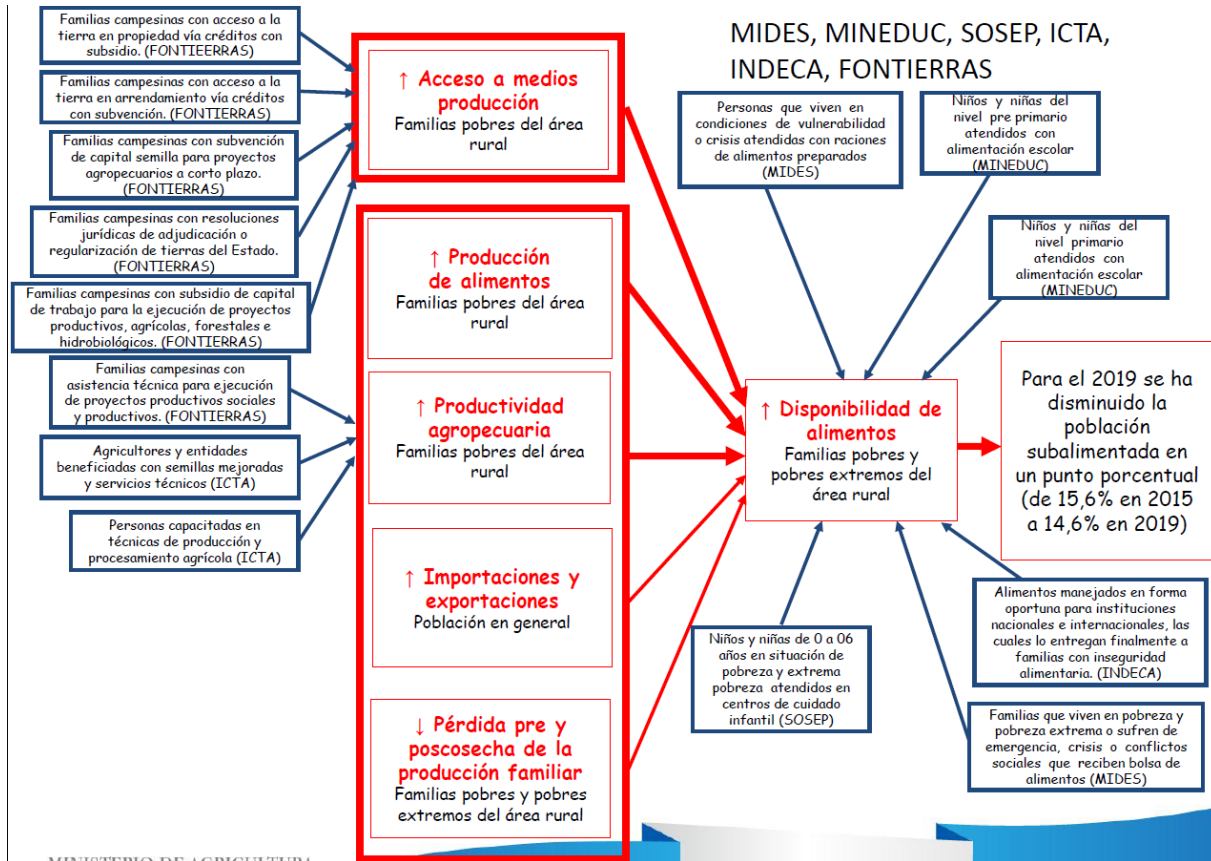 Familias campesinas con acceso a la
tierra en propiedad vía créditos con
subsidio. (FONTIEERRAS)
Familias campesinas con acceso a la
tierra en arrendamiento vía créditos
con subvención. (FONTIERRAS)
Familias campesinas con subvención
de capital semilla para proyectos
agropecuarios a corto plazo.
(FONTIERRAS)
Familias campesinas con resoluciones
jurídicas de adjudicación o
regularización de tierras del Estado.
(FONTIERRAS)
Familias campesinas con subsidio de capital
de trabajo para la ejecución de proyectos
productivos, agrícolas, forestales e
hidrobiológicos. (FONTIERRAS)
Familias campesinas con
asistencia técnica para ejecución
de proyectos productivos sociales
y productivos. (FONTIERRAS)
Agricultores y entidades
beneficiadas con semillas mejoradas
y servicios técnicos (ICTA)
Personas capacitadas en
técnicas de producción y
procesamiento agrícola (ICTA)
↑ Acceso a medios
producción
Familias pobres del área
rural
↑ Producción
de alimentos
Familias pobres del área
rural
↑ Productividad
agropecuaria
Familias pobres del área
rural
↑ Importaciones y
exportaciones
Población en general
↓ Pérdida pre y
poscosecha de la
producción familiar
Familias pobres y pobres
extremos del área rural
MIDES, MINEDUC, SOSEP, ICTA,
INDECA, FONTIERRAS
Personas que viven en
condiciones de vulnerabilidad
o crisis atendidas con raciones
de alimentos preparados
(MIDES)
Niños y niñas del
nivel pre primario
atendidos con
alimentación escolar
(MINEDUC)
Niños y niñas del
nivel primario
atendidos con
alimentación escolar
(MINEDUC)
↑ Disponibilidad de
alimentos
Familias pobres y
pobres extremos del
área rural
Para el 2019 se ha
disminuido la
población
subalimentada en
un punto porcentual
(de 15,6% en 2015
a 14,6% en 2019)
Niños y niñas de 0 a 06
años en situación de
pobreza y extrema
pobreza atendidos en
centros de cuidado
infantil (SOSEP)
Alimentos manejados en forma
oportuna para instituciones
nacionales e internacionales, las
cuales lo entregan finalmente a
familias con inseguridad
alimentaria. (INDECA)
Familias que viven en pobreza y
pobreza extrema o sufren de
emergencia, crisis o conflictos
sociales que reciben bolsa de
alimentos (MIDES)
MINISTERIO DE AGRICULTURA